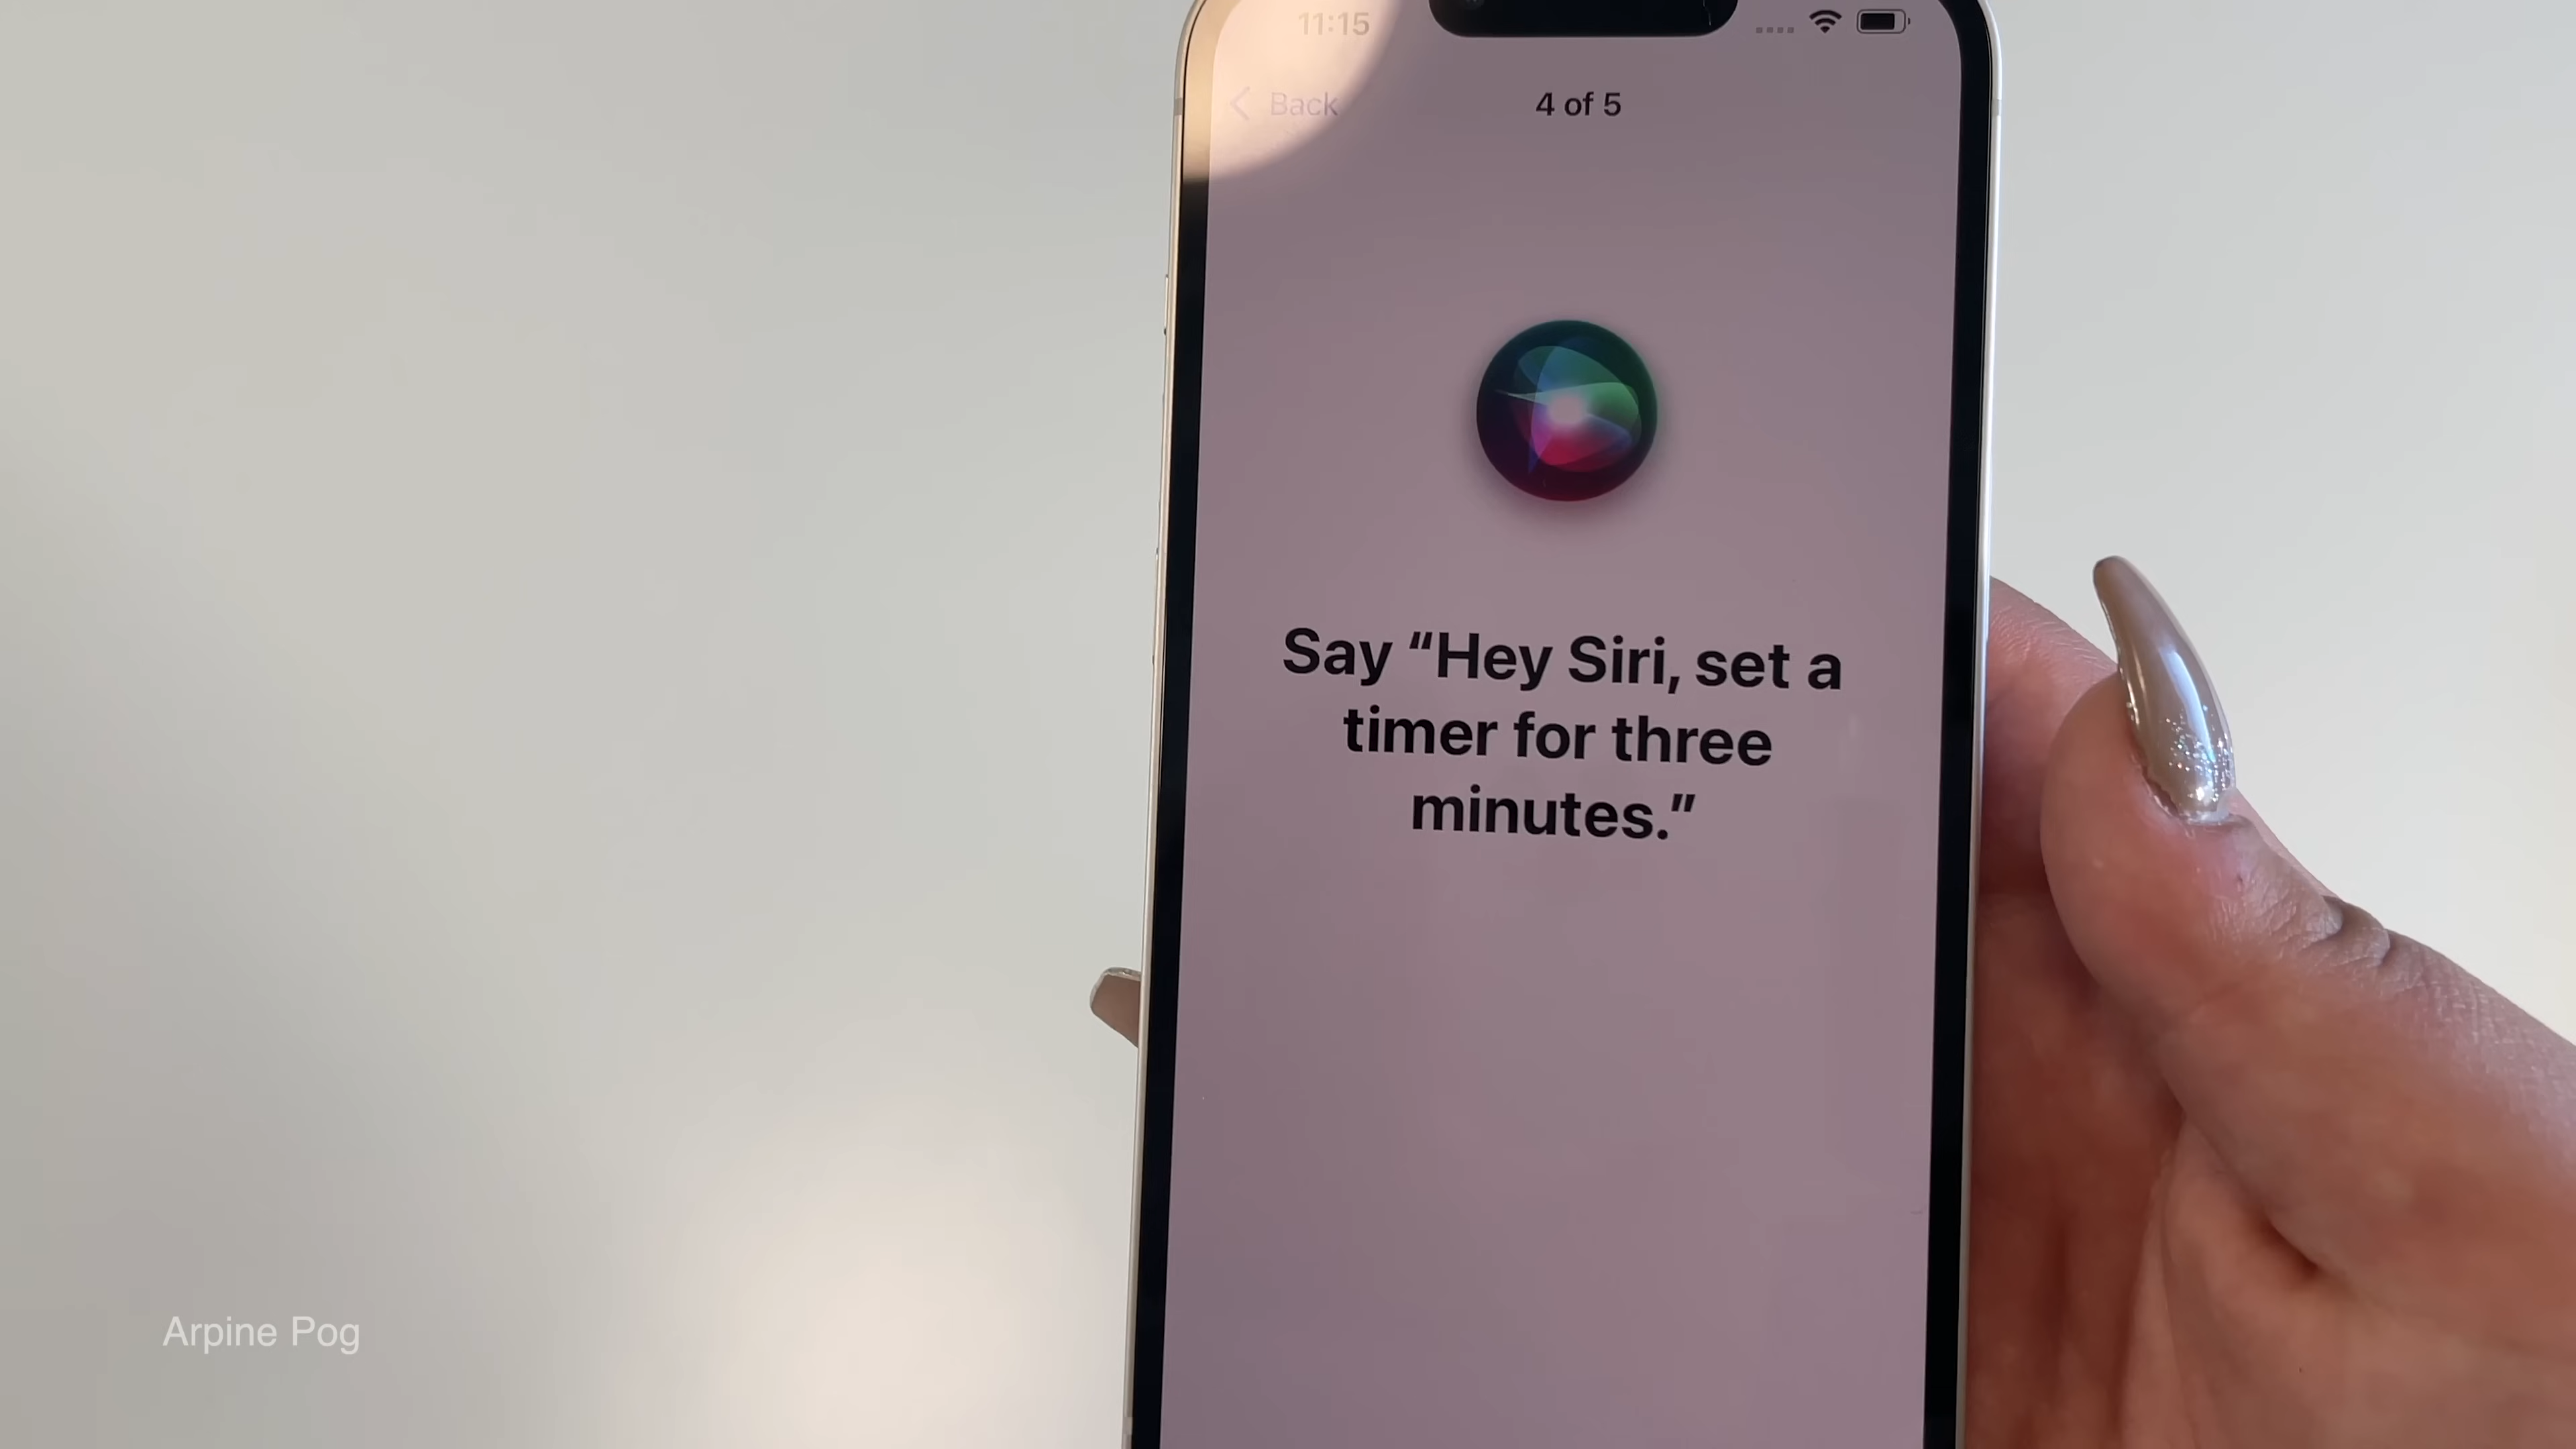 11:15
Back
4 of 5
Say “Hey Siri, set a
timer for three
minutes.”
Arpine Pog